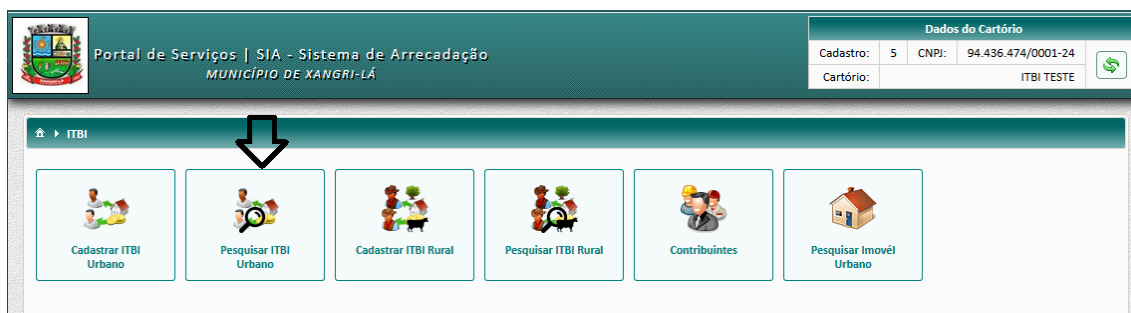 Portal de Serviços | SIA - Sistema de Arrecadação
MUNICÍPIO DE XANGRI-LÁ
Dados do Cartório
Cadastro: 5 CNPJ: 94.436.474/0001-24
Cartório: ITBI TESTE
ITBI
Cadastrar ITBI
Urbano
Pesquisar ITBI
Urbano
Cadastrar ITBI Rural
Pesquisar ITBI Rural
Contribuintes
Pesquisar Imovél
Urbano